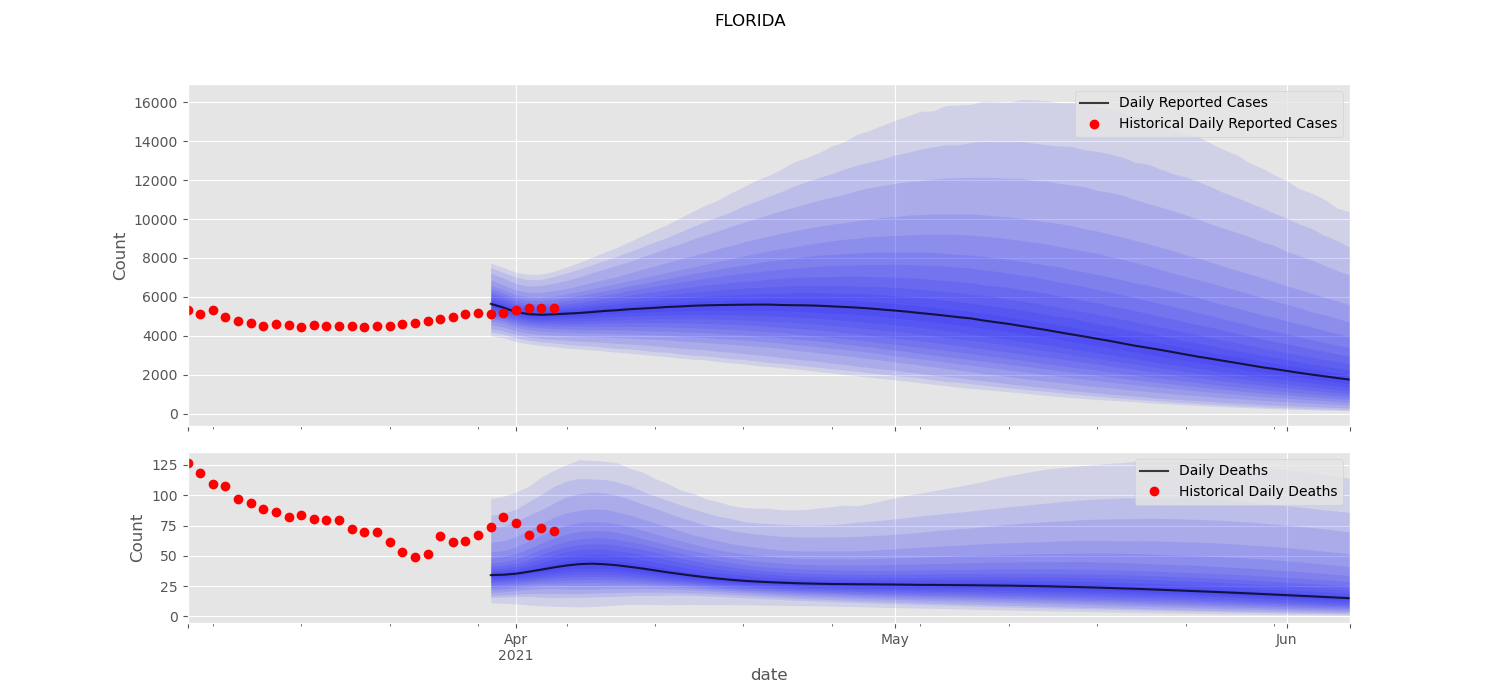 FLORIDA
16000
14000
12000
10000
8000
6000
4000
2000
0
Count
Daily Reported Cases
Historical Daily Reported Cases
125
100
75
50
25
0
Count
Daily Deaths
Historical Daily Deaths
Apr
2021
May
Jun
date